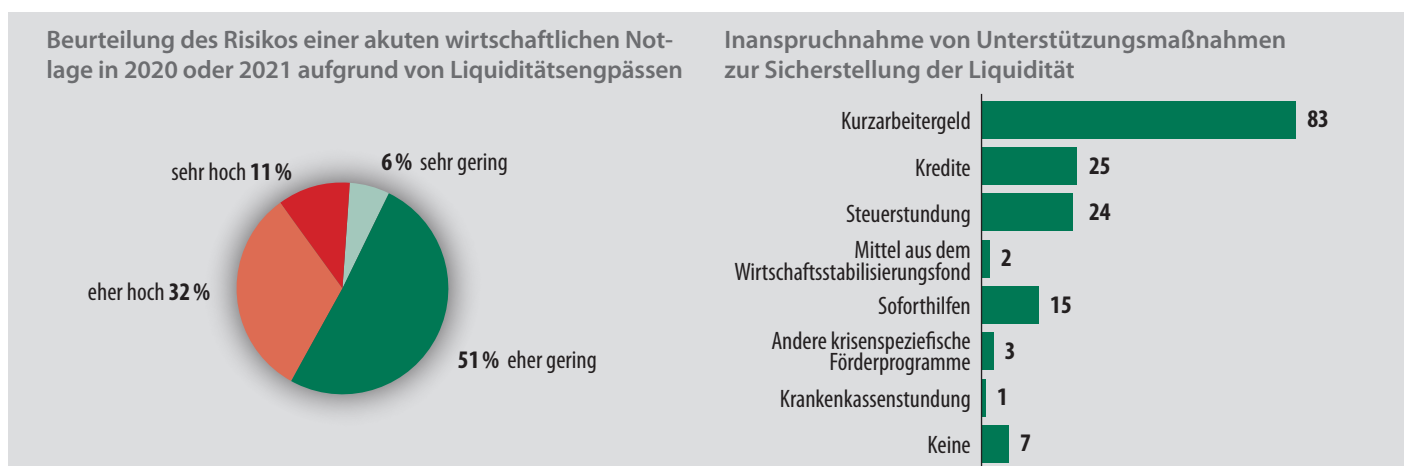 Beurteilung des Risikos einer akuten wirtschaftlichen Not-
lage in 2020 oder 2021 aufgrund von Liquiditätsengpässen
sehr hoch 11 %
6 % sehr gering
eher hoch 32 %
51 % eher gering
Inanspruchnahme von Unterstützungsmaßnahmen
zur Sicherstellung der Liquidität
Kurzarbeitergeld 83
Kredite 25
Steuerstundung 24
Mittel aus dem
Wirtschaftsstabilisierungsfond 2
Soforthilfen 15
Andere krisenspeziefische
Förderprogramme 3
Krankenkassenstundung 1
Keine 7